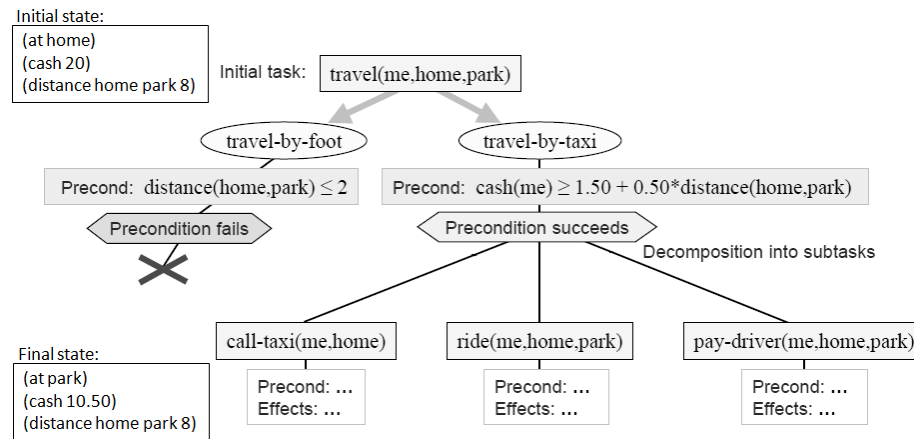 Initial state:
(at home)
(cash 20)
(distance home park 8)
Initial task:
travel(me,home,park)
travel-by-foot
travel-by-taxi
Precond: distance(home,park) ≤ 2
Precond: cash(me) ≥ 1.50 + 0.50*distance(home,park)
Precondition fails
Precondition succeeds
Decomposition into subtasks
call-taxi(me,home)
ride(me,home,park)
pay-driver(me,home,park)
Precond: ...
Effects: ...
Precond: ...
Effects: ...
Precond: ...
Effects: ...
Final state:
(at park)
(cash 10.50)
(distance home park 8)